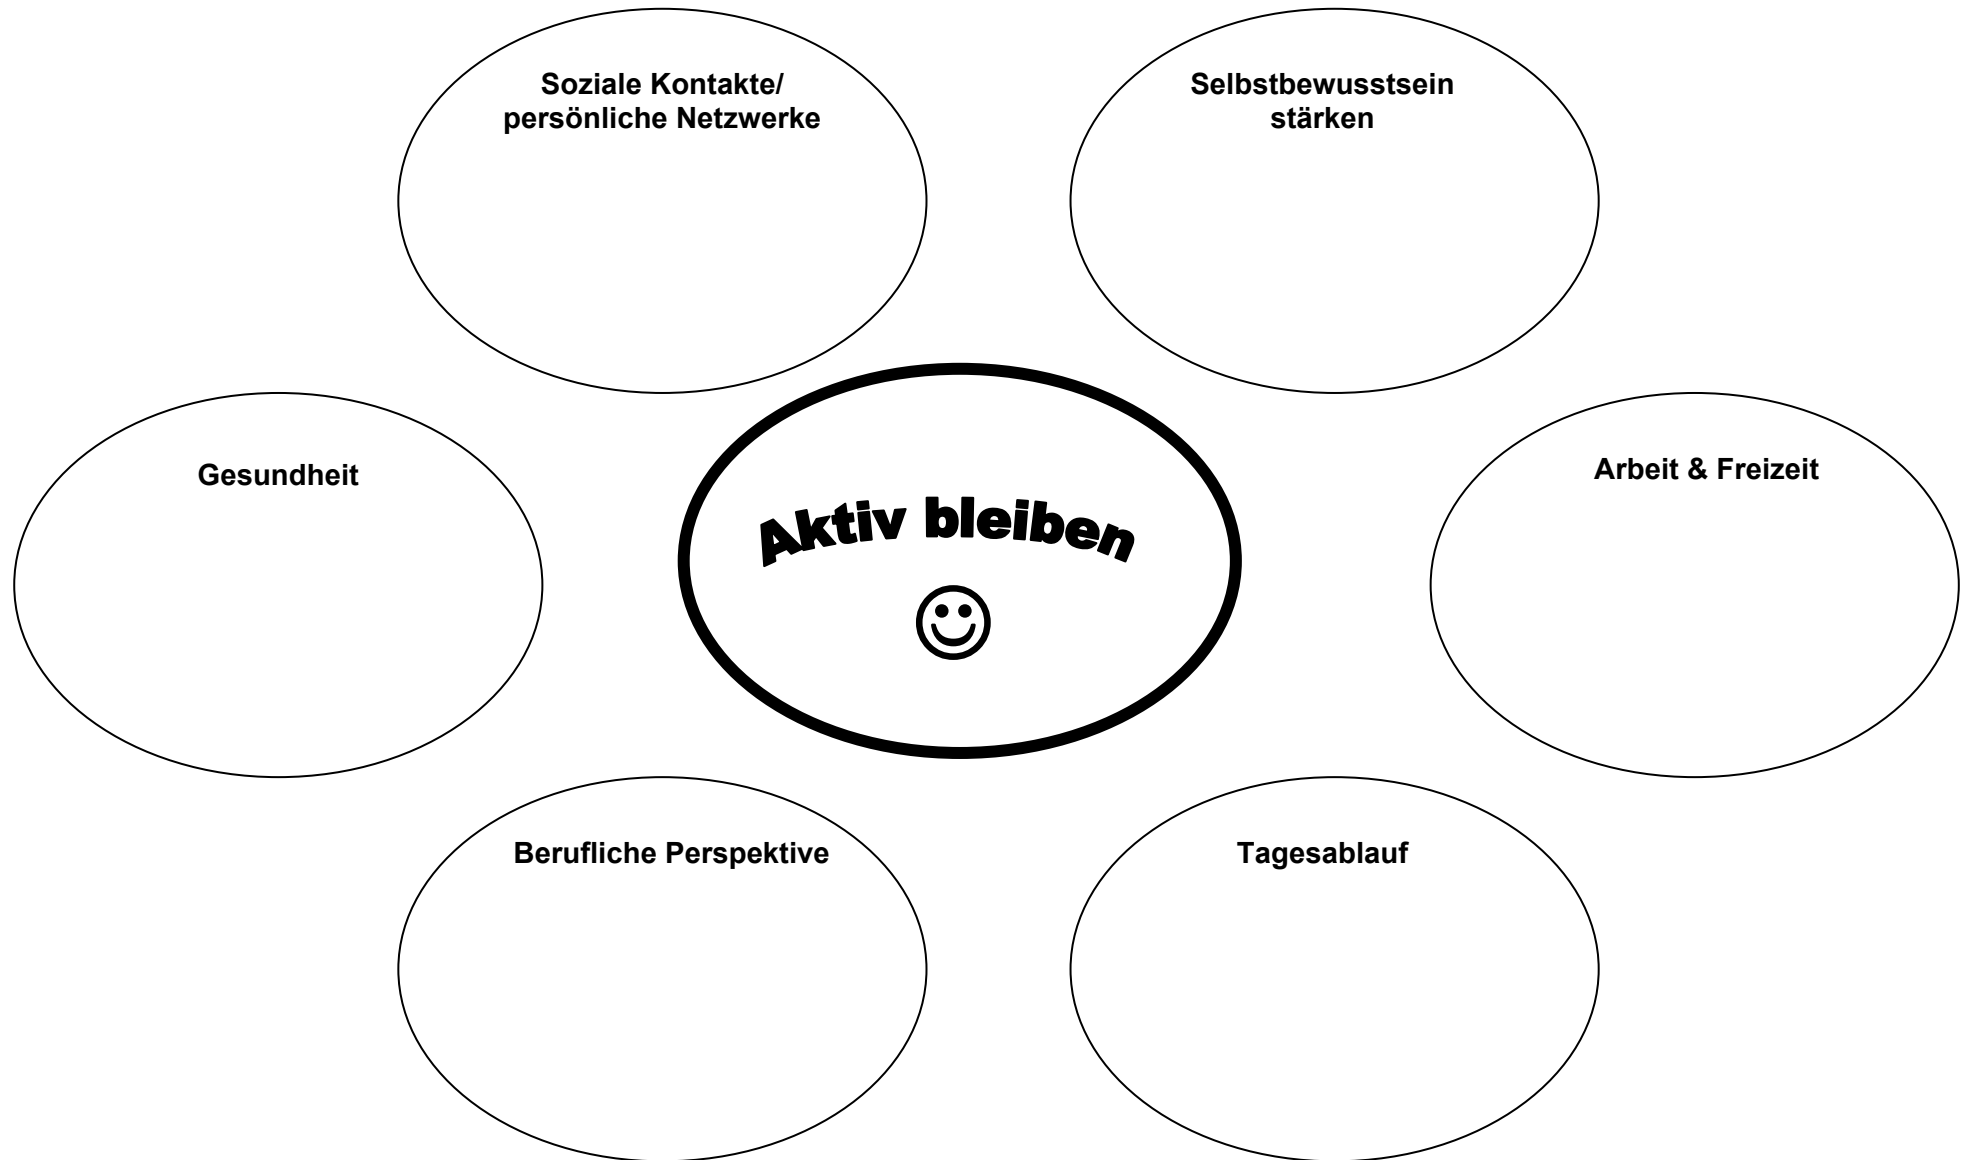 Soziale Kontakte/
persönliche Netzwerke
Selbstbewusstsein
stärken
Gesundheit
Aktiv bleiben
Arbeit & Freizeit
Berufliche Perspektive
Tagesablauf